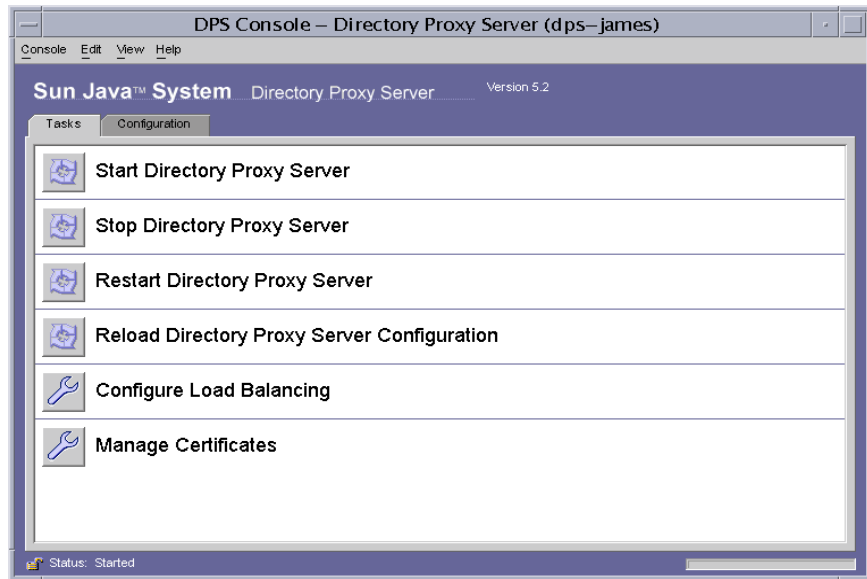 DPS Console – Directory Proxy Server (dps–james)
Console Edit View Help
Sun Java™ System Directory Proxy Server Version 5.2
Tasks Configuration
Start Directory Proxy Server
Stop Directory Proxy Server
Restart Directory Proxy Server
Reload Directory Proxy Server Configuration
Configure Load Balancing
Manage Certificates
Status: Started